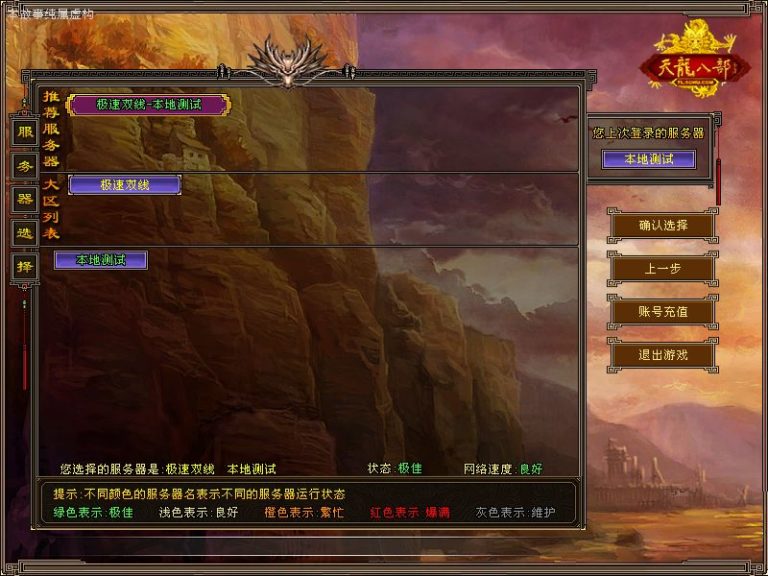 本故事纯属虚构
天龍八部
TL.SOHU.COM
推荐服务器
极速双线-本地测试
您上次登录的服务器
本地测试
服务器选择
大区列表
极速双线
本地测试
确认选择
上一步
账号充值
退出游戏
您选择的服务器是:极速双线 本地测试 状态:极佳 网络速度:良好
提示:不同颜色的服务器名表示不同的服务器运行状态
绿色表示:极佳 浅色表示:良好 橙色表示:繁忙 红色表示:爆满 灰色表示:维护